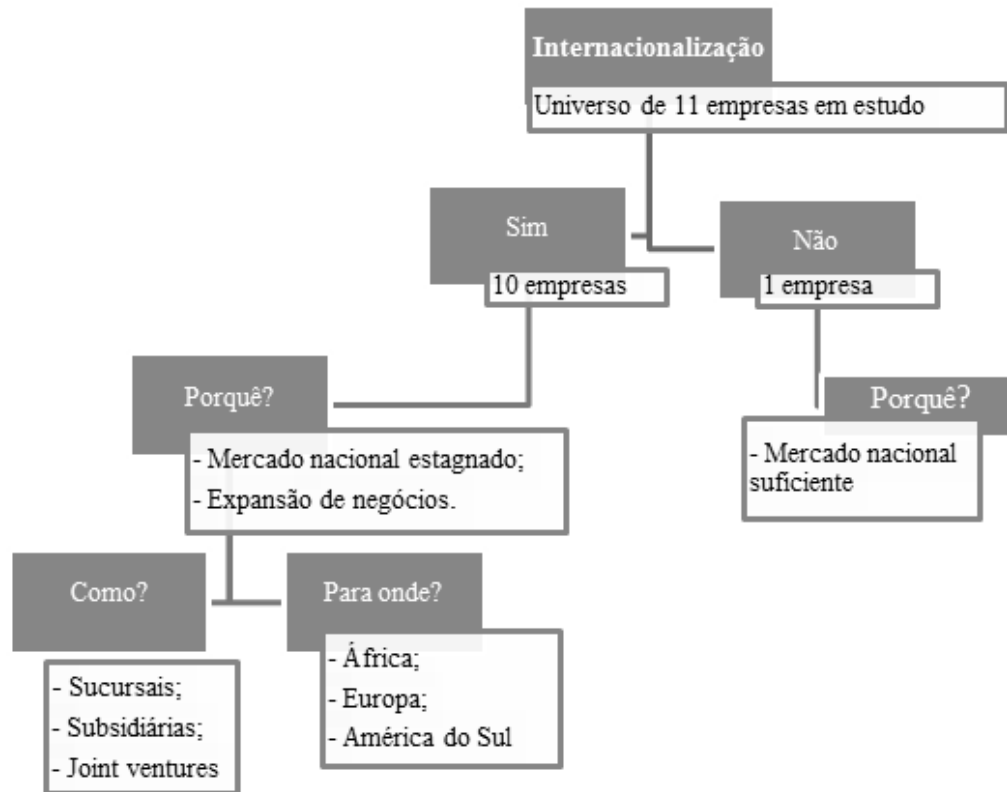 Internacionalização
Universo de 11 empresas em estudo
Sim
10 empresas
Não
1 empresa
Porquê?
- Mercado nacional estagnado;
- Expansão de negócios.
Porquê?
- Mercado nacional
suficiente
Como?
- Sucursais;
- Subsidiárias;
- Joint ventures
Para onde?
- África;
- Europa;
- América do Sul